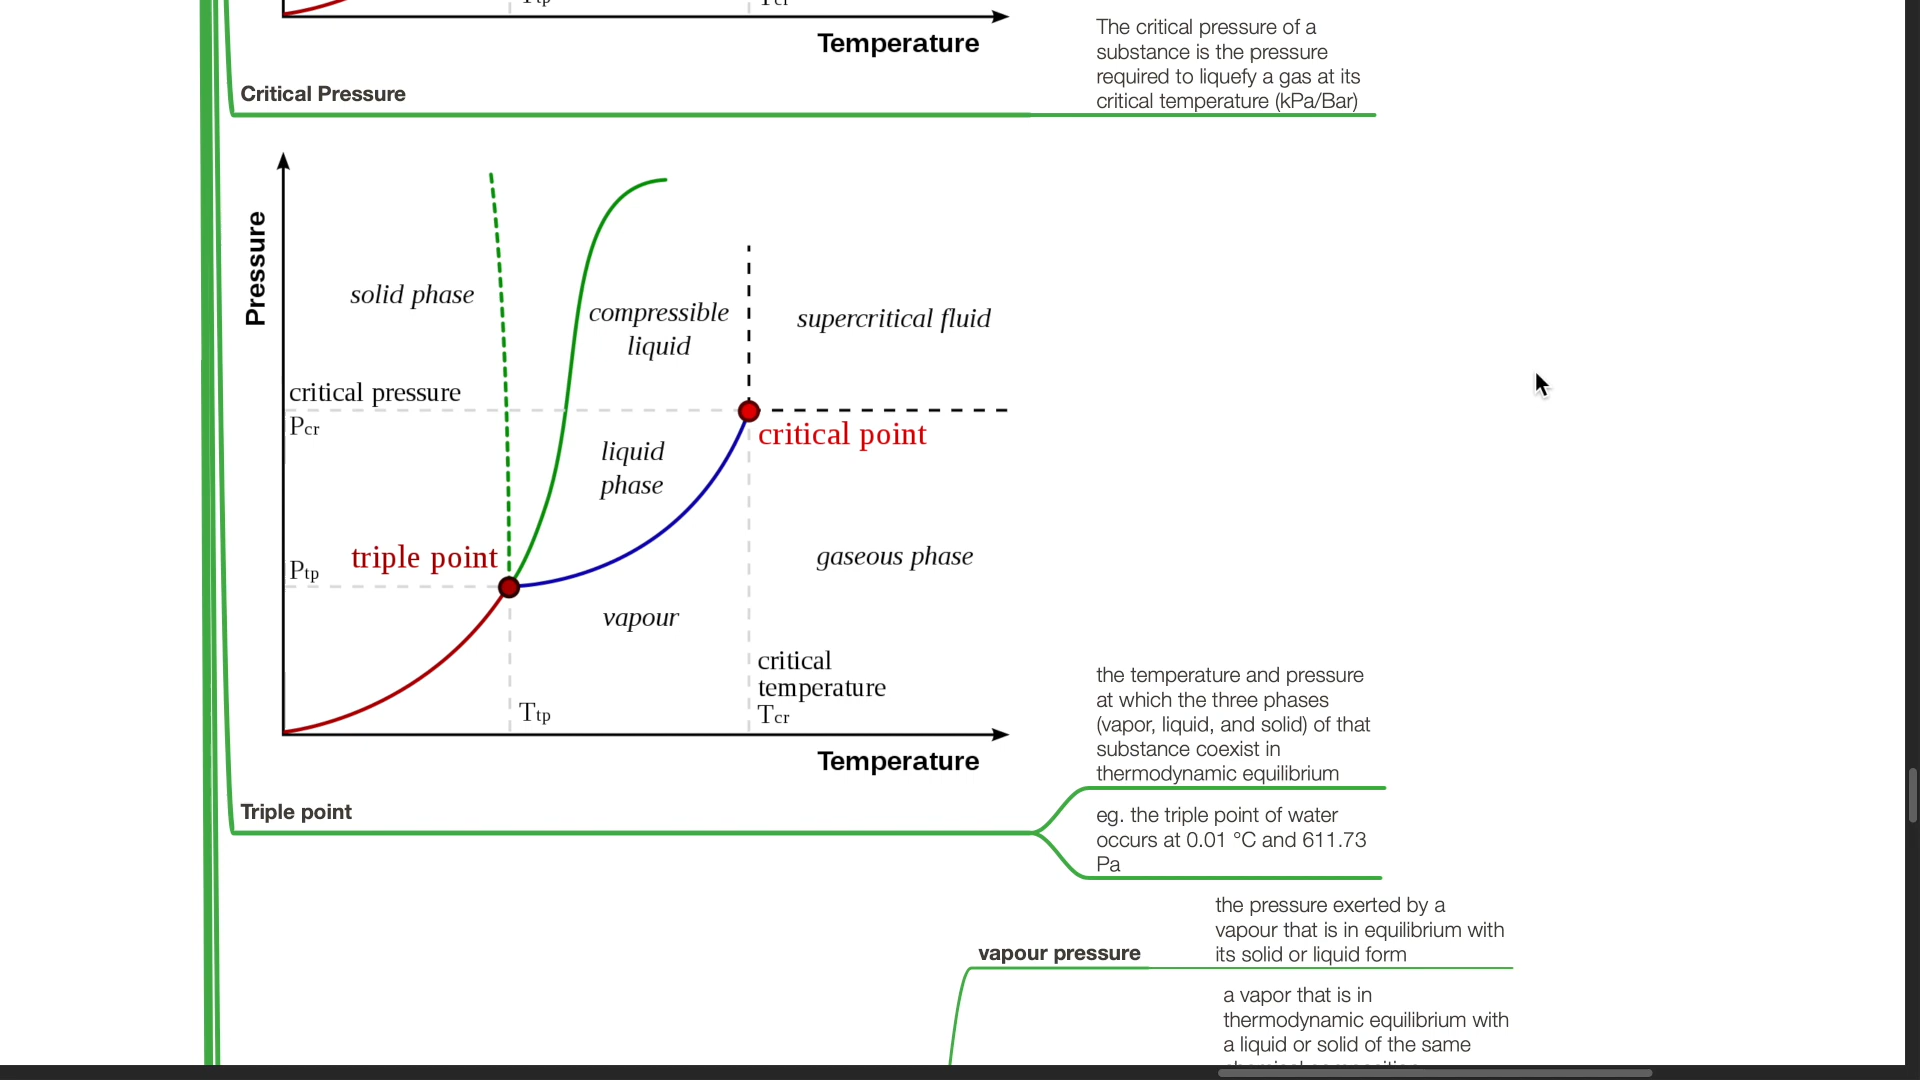 Temperature
The critical pressure of a
substance is the pressure
required to liquefy a gas at its
critical temperature (kPa/Bar)
Critical Pressure
Pressure
solid phase
compressible
liquid
supercritical fluid
critical pressure
Pcr
critical point
liquid
phase
triple point
Ptp
gaseous phase
vapour
critical
temperature
Tcr
Ttp
Temperature
the temperature and pressure
at which the three phases
(vapor, liquid, and solid) of that
substance coexist in
thermodynamic equilibrium
Triple point
eg. the triple point of water
occurs at 0.01 °C and 611.73
Pa
vapour pressure
the pressure exerted by a
vapour that is in equilibrium with
its solid or liquid form
a vapor that is in
thermodynamic equilibrium with
a liquid or solid of the same